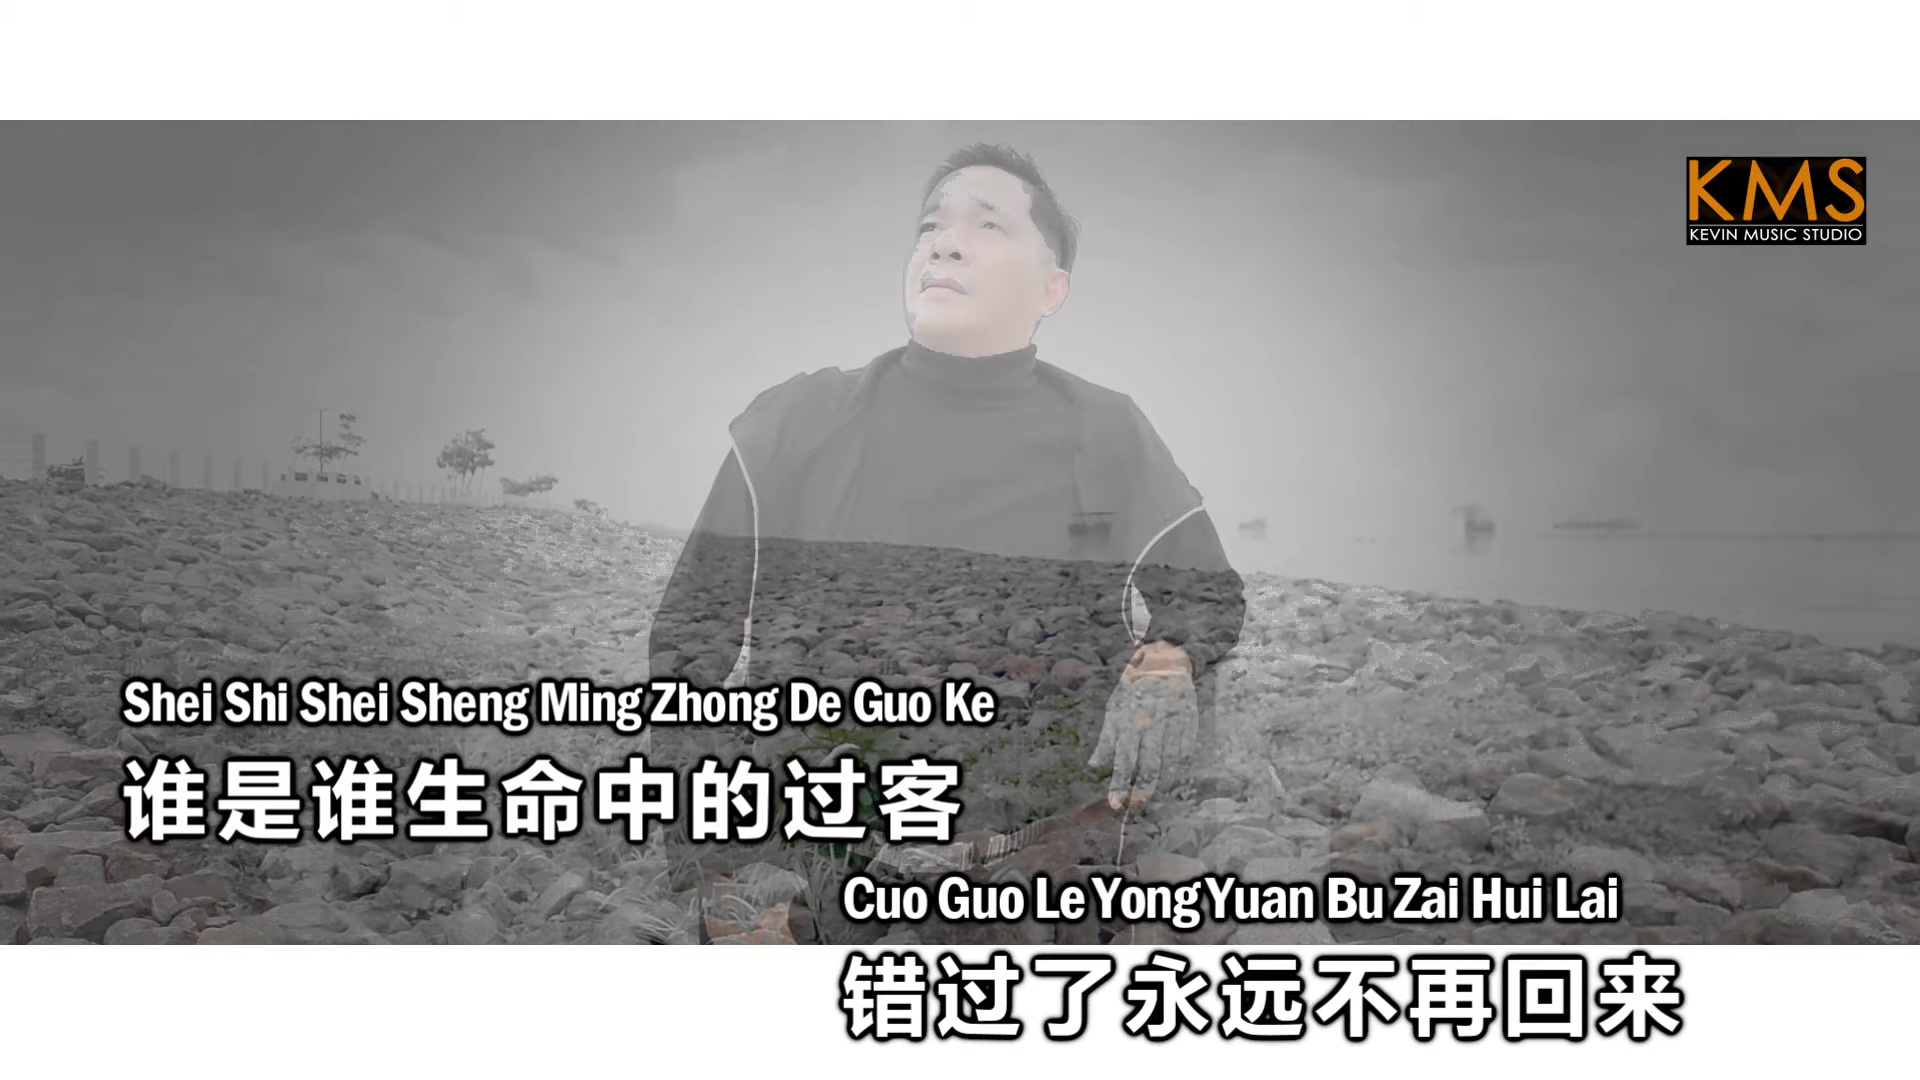 KMS
KEVIN MUSIC STUDIO
Shei Shi Shei Sheng Ming Zhong De Guo Ke
谁是谁生命中的过客
Cuo Guo Le Yong Yuan Bu Zai Hui Lai
错过了永远不再回来